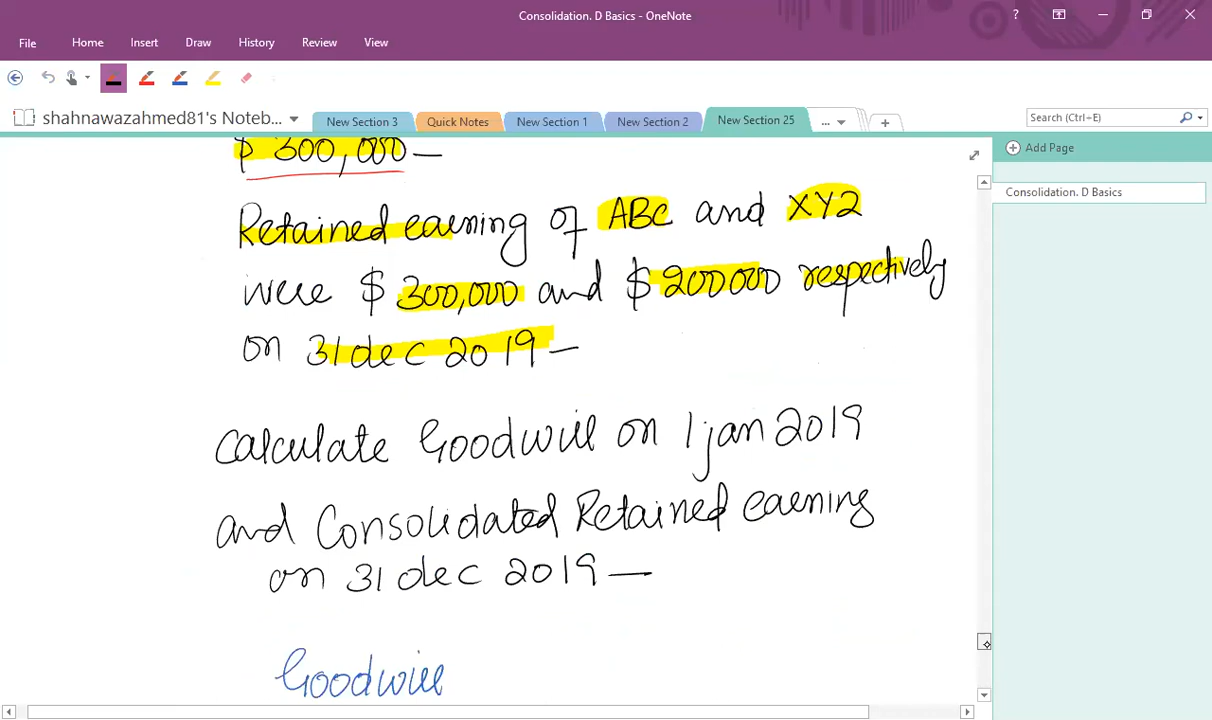 Consolidation. D Basics - OneNote
?
File Home Insert Draw History Review View
shahnawazahmed81's Noteb...
New Section 3
Quick Notes
New Section 1
New Section 2
New Section 25
...
Search (Ctrl+E)
Add Page
Consolidation. D Basics
$ 300,000 —
Retained earning of ABC and XYZ
were $ 300,000 and $ 200000 respectively
on 31 dec 2019 —
Calculate Goodwill on 1 jan 2019
and Consolidated Retained earning
on 31 dec 2019 —
Goodwill